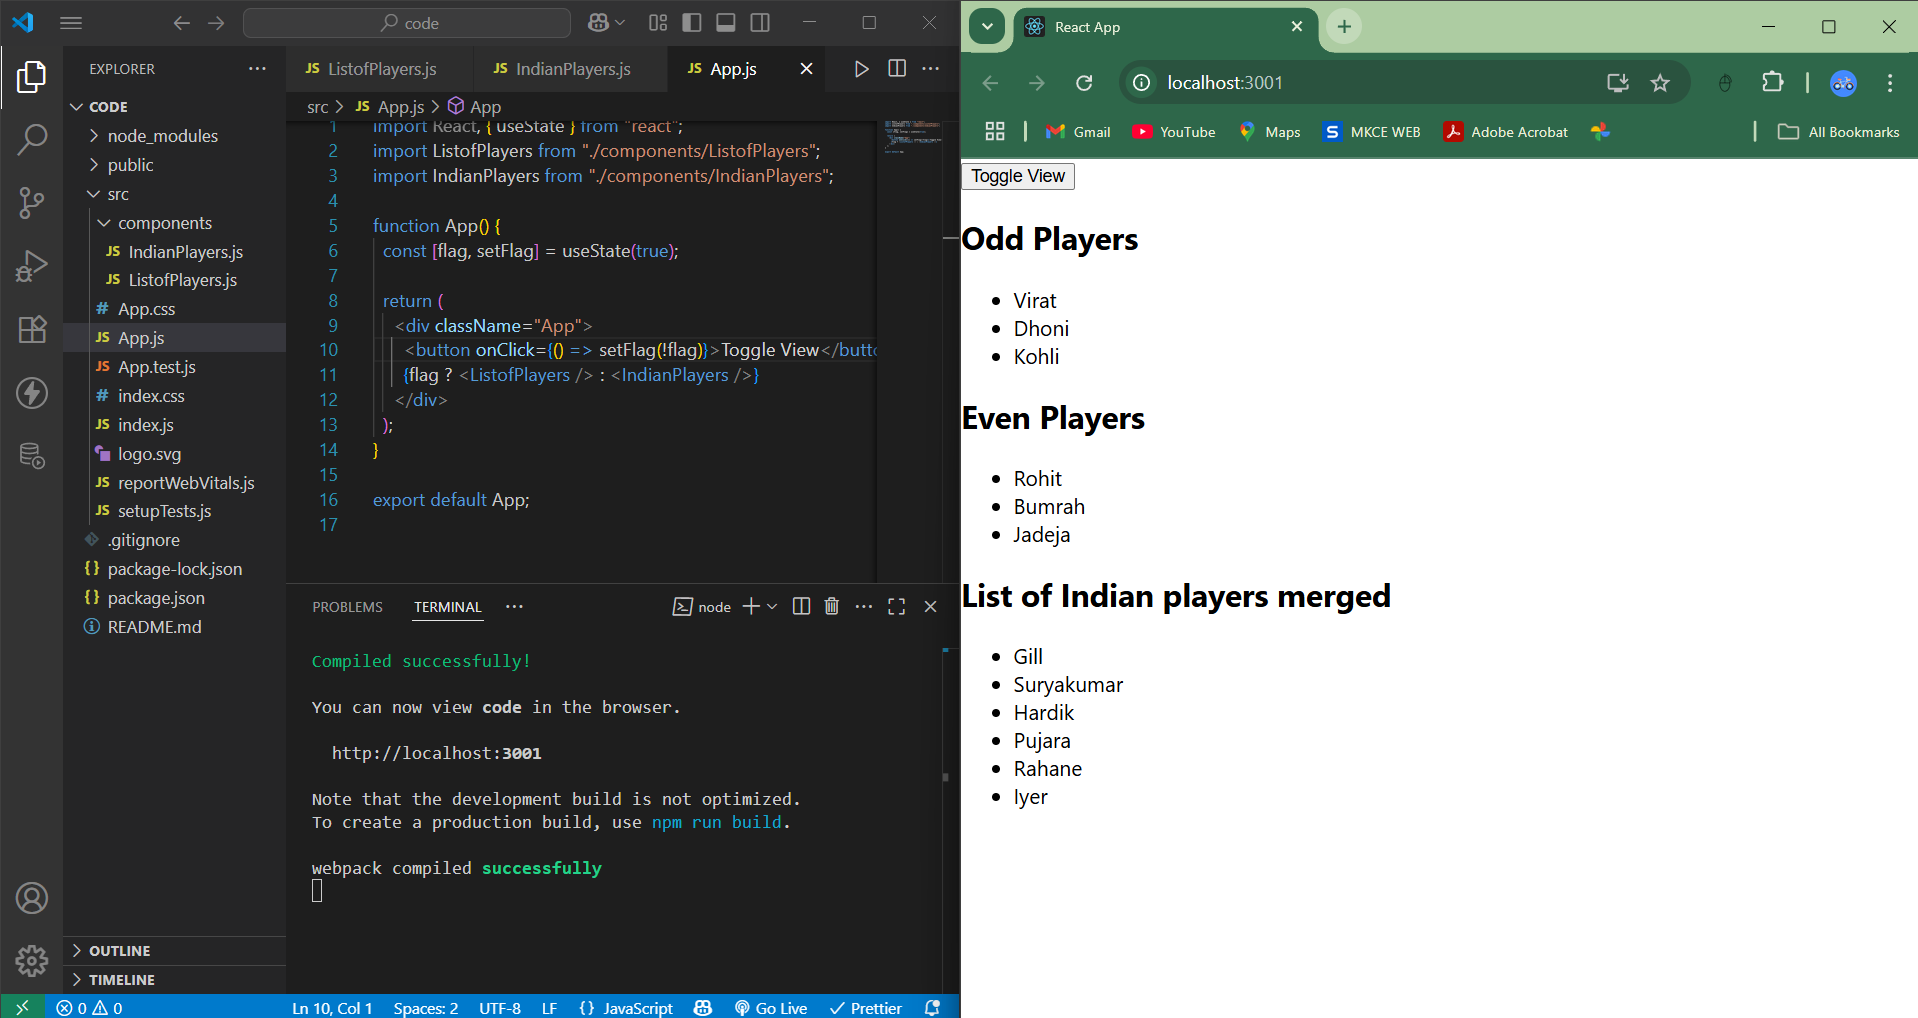 code
EXPLORER
CODE
node_modules
public
src
components
JS IndianPlayers.js
JS ListofPlayers.js
# App.css
JS App.js
JS App.test.js
# index.css
JS index.js
logo.svg
JS reportWebVitals.js
JS setupTests.js
.gitignore
{} package-lock.json
{} package.json
README.md
OUTLINE
TIMELINE
JS ListofPlayers.js JS IndianPlayers.js JS App.js
src > JS App.js > App
1 import React, { useState } from "react";
2 import ListofPlayers from "./components/ListofPlayers";
3 import IndianPlayers from "./components/IndianPlayers";
4
5 function App() {
6 const [flag, setFlag] = useState(true);
7
8 return (
9 <div className="App">
10 <button onClick={() => setFlag(!flag)}>Toggle View</butto
11 {flag ? <ListofPlayers /> : <IndianPlayers />}
12 </div>
13 );
14 }
15
16 export default App;
17
PROBLEMS TERMINAL node
Compiled successfully!
You can now view code in the browser.
http://localhost:3001
Note that the development build is not optimized.
To create a production build, use npm run build.
webpack compiled successfully
0 0 Ln 10, Col 1 Spaces: 2 UTF-8 LF {} JavaScript Go Live Prettier
React App
localhost:3001
Gmail YouTube Maps S MKCE WEB Adobe Acrobat All Bookmarks
Toggle View
Odd Players
Virat
Dhoni
Kohli
Even Players
Rohit
Bumrah
Jadeja
List of Indian players merged
Gill
Suryakumar
Hardik
Pujara
Rahane
Iyer